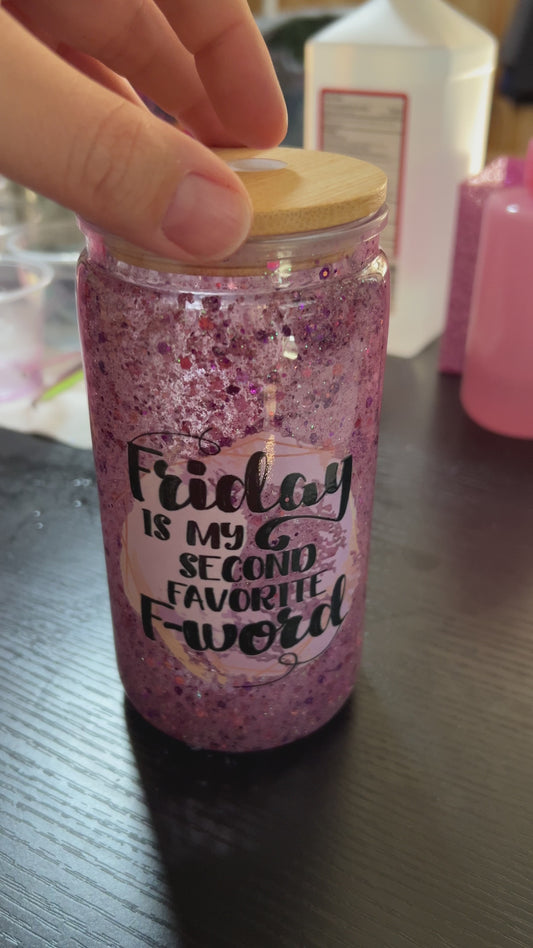 Friday
IS MY
SECOND
FAVORITE
F-word